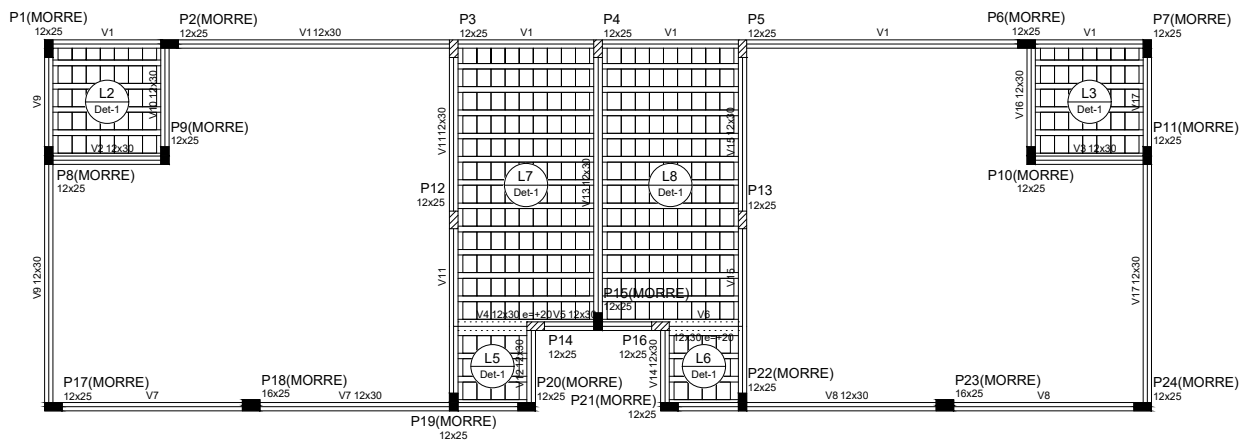 P1(MORRE)
12x25
V1
P2(MORRE)
12x25
V1 12x30
P3
12x25
V1
P4
12x25
V1
P5
12x25
V1
P6(MORRE)
12x25
V1
P7(MORRE)
12x25
V9
L2
Det-1
V10 12x30
V2 12x30
P8(MORRE)
12x25
P9(MORRE)
12x25
V11 12x30
P12
12x25
V11
L7
Det-1
V13 12x30
L8
Det-1
V15 12x30
P13
12x25
V15
V16 12x30
L3
Det-1
V17
V3 12x30
P10(MORRE)
12x25
P11(MORRE)
12x25
V9 12x30
V17 12x30
V4 12x30 e=+20
V5 12x30
P15(MORRE)
12x25
V6
12x30 e=+20
P14
12x25
P16
12x25
L5
Det-1
V12 12x30
V14 12x30
L6
Det-1
P17(MORRE)
12x25
V7
P18(MORRE)
16x25
V7 12x30
P19(MORRE)
12x25
P20(MORRE)
12x25
P21(MORRE)
12x25
P22(MORRE)
12x25
V8 12x30
P23(MORRE)
16x25
V8
P24(MORRE)
12x25